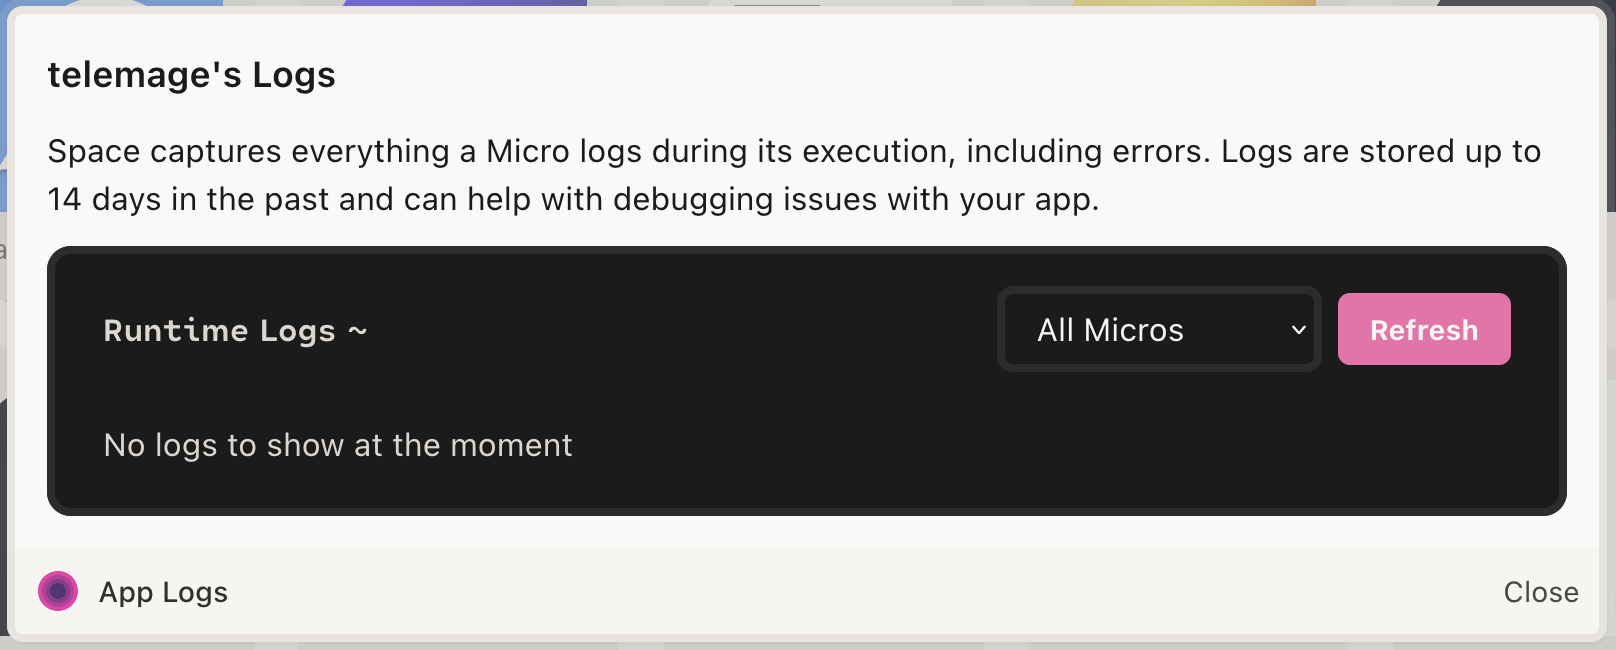 telemage's Logs
Space captures everything a Micro logs during its execution, including errors. Logs are stored up to
14 days in the past and can help with debugging issues with your app.
Runtime Logs ~
All Micros
Refresh
No logs to show at the moment
App Logs
Close